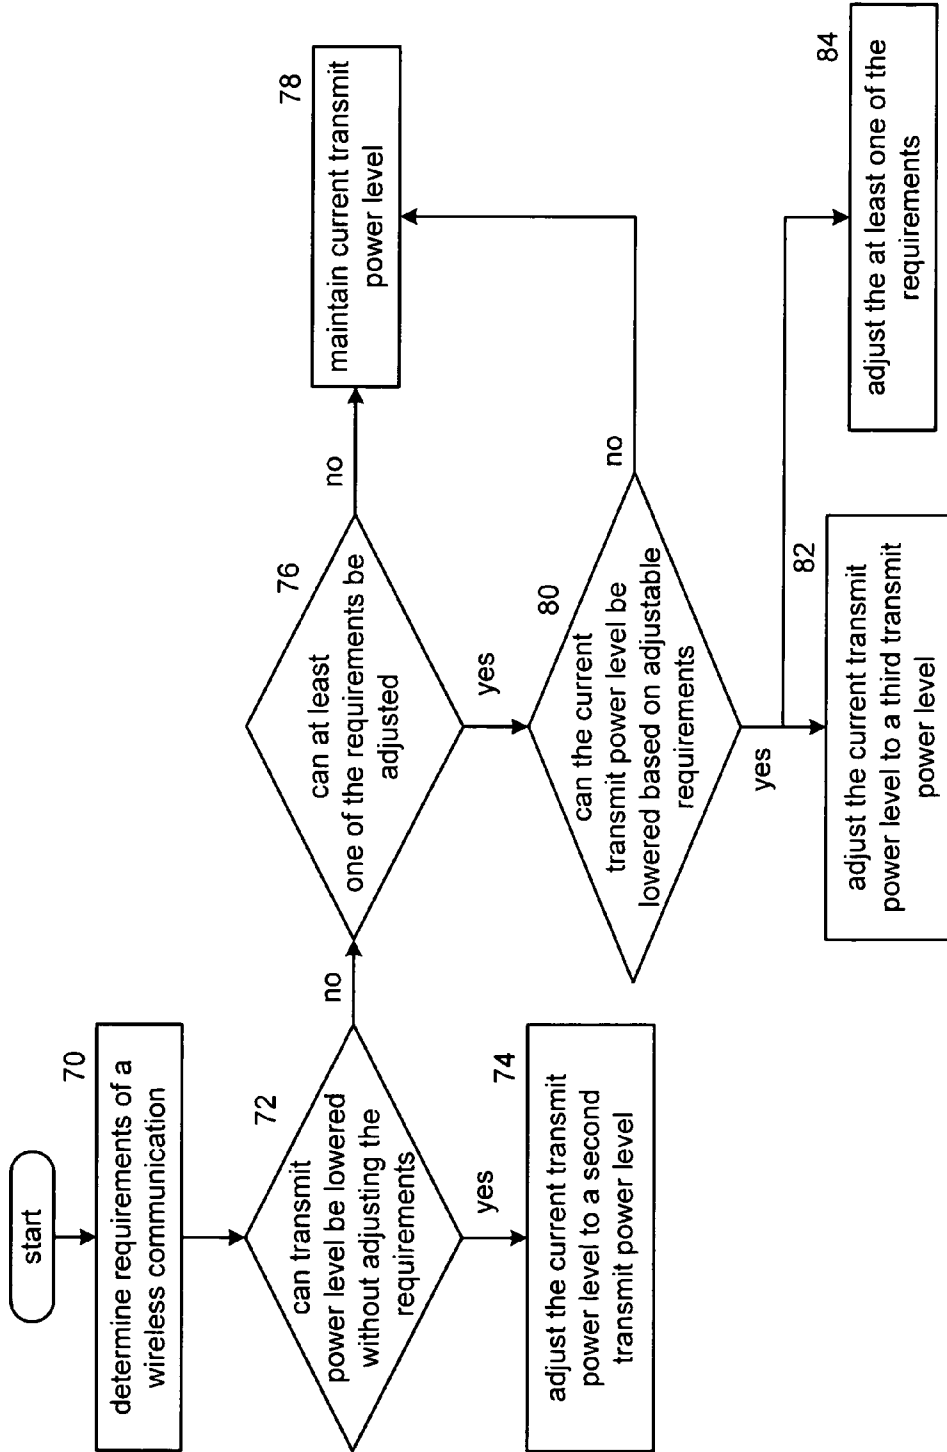 start
70
determine requirements of a
wireless communication
72
can transmit
power level be lowered
without adjusting the
requirements
no
yes
74
adjust the current transmit
power level to a second
transmit power level
76
can at least
one of the requirements be
adjusted
no
yes
78
maintain current transmit
power level
80
can the current
transmit power level be
lowered based on adjustable
requirements
no
yes
82
adjust the current transmit
power level to a third transmit
power level
84
adjust the at least one of the
requirements